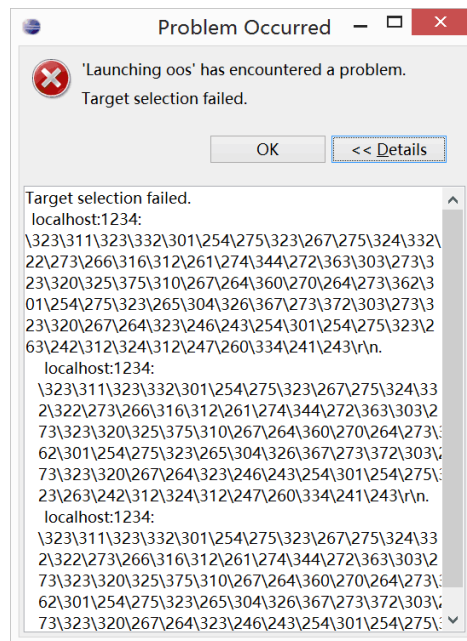 Problem Occurred
'Launching oos' has encountered a problem.
Target selection failed.
OK
<< Details
Target selection failed.
localhost:1234:
\323\311\323\332\301\254\275\323\267\275\324\332\
22\273\266\316\312\261\274\344\272\363\303\273\3
23\320\325\375\310\267\264\360\270\264\273\362\3
01\254\275\323\265\304\326\367\273\372\303\273\3
23\320\267\264\323\246\243\254\301\254\275\323\2
63\242\312\324\312\247\260\334\241\243\r\n.
localhost:1234:
\323\311\323\332\301\254\275\323\267\275\324\33
2\322\273\266\316\312\261\274\344\272\363\303\2
73\323\320\325\375\310\267\264\360\270\264\273\
62\301\254\275\323\265\304\326\367\273\372\303\
73\323\320\267\264\323\246\243\254\301\254\275\
23\263\242\312\324\312\247\260\334\241\243\r\n.
localhost:1234:
\323\311\323\332\301\254\275\323\267\275\324\33
2\322\273\266\316\312\261\274\344\272\363\303\2
73\323\320\325\375\310\267\264\360\270\264\273\
62\301\254\275\323\265\304\326\367\273\372\303\
73\323\320\267\264\323\246\243\254\301\254\275\